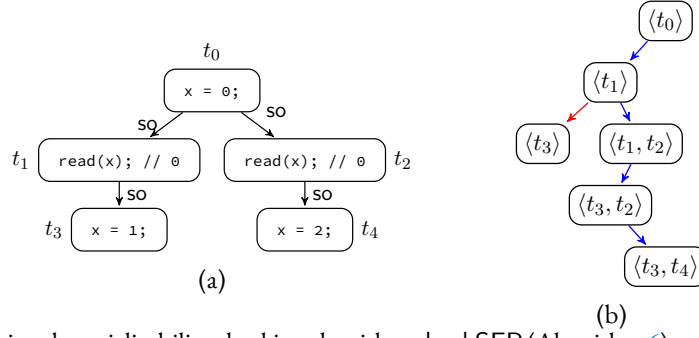 t₀
x = 0;
so
so
t₁
read(x); // 0
read(x); // 0
t₂
so
so
t₃
x = 1;
x = 2;
t₄
(a)
⟨t₀⟩
⟨t₁⟩
⟨t₃⟩
⟨t₁, t₂⟩
⟨t₃, t₂⟩
⟨t₃, t₄⟩
(b)